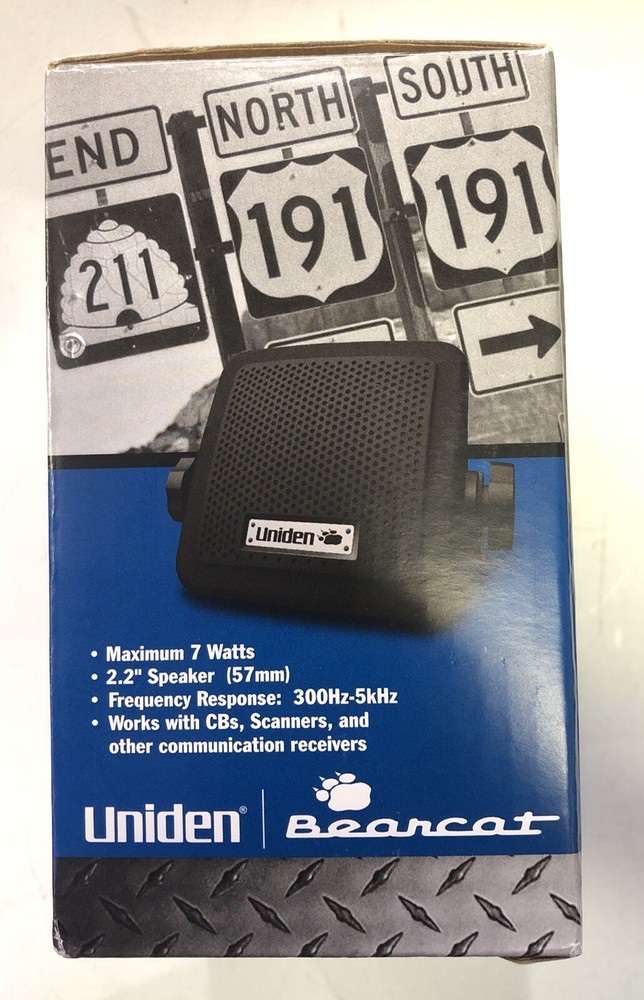 END
NORTH
SOUTH
211
191
191
Uniden
• Maximum 7 Watts
• 2.2" Speaker (57mm)
• Frequency Response: 300Hz-5kHz
• Works with CBs, Scanners, and
other communication receivers
Uniden®
Bearcat